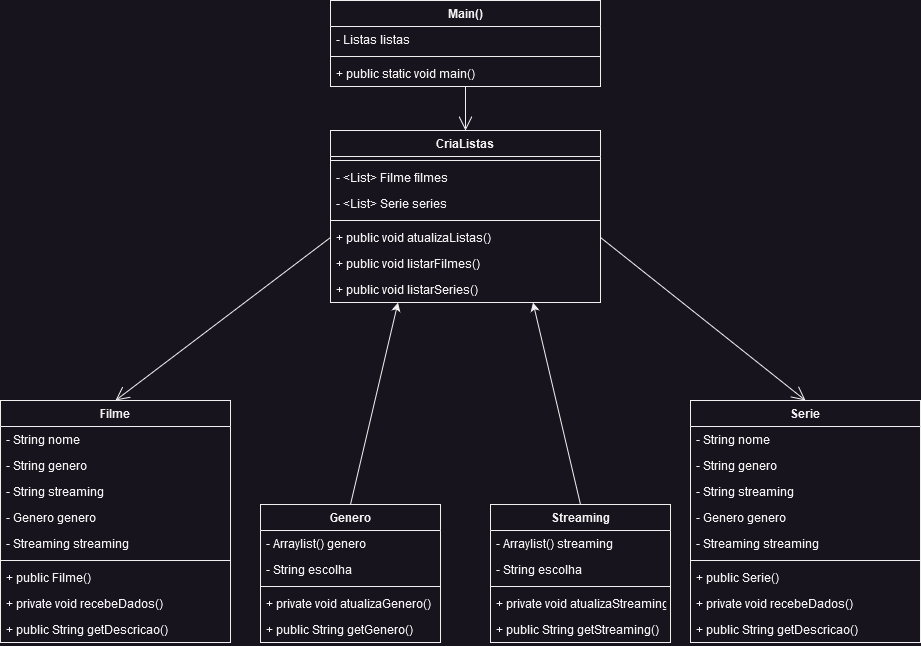 Main()
- Listas listas
+ public static void main()
CriaListas
- <List> Filme filmes
- <List> Serie series
+ public void atualizaListas()
+ public void listarFilmes()
+ public void listarSeries()
Filme
- String nome
- String genero
- String streaming
- Genero genero
- Streaming streaming
+ public Filme()
+ private void recebeDados()
+ public String getDescricao()
Genero
- Arraylist() genero
- String escolha
+ private void atualizaGenero()
+ public String getGenero()
Streaming
- Arraylist() streaming
- String escolha
+ private void atualizaStreaming
+ public String getStreaming()
Serie
- String nome
- String genero
- String streaming
- Genero genero
- Streaming streaming
+ public Serie()
+ private void recebeDados()
+ public String getDescricao()